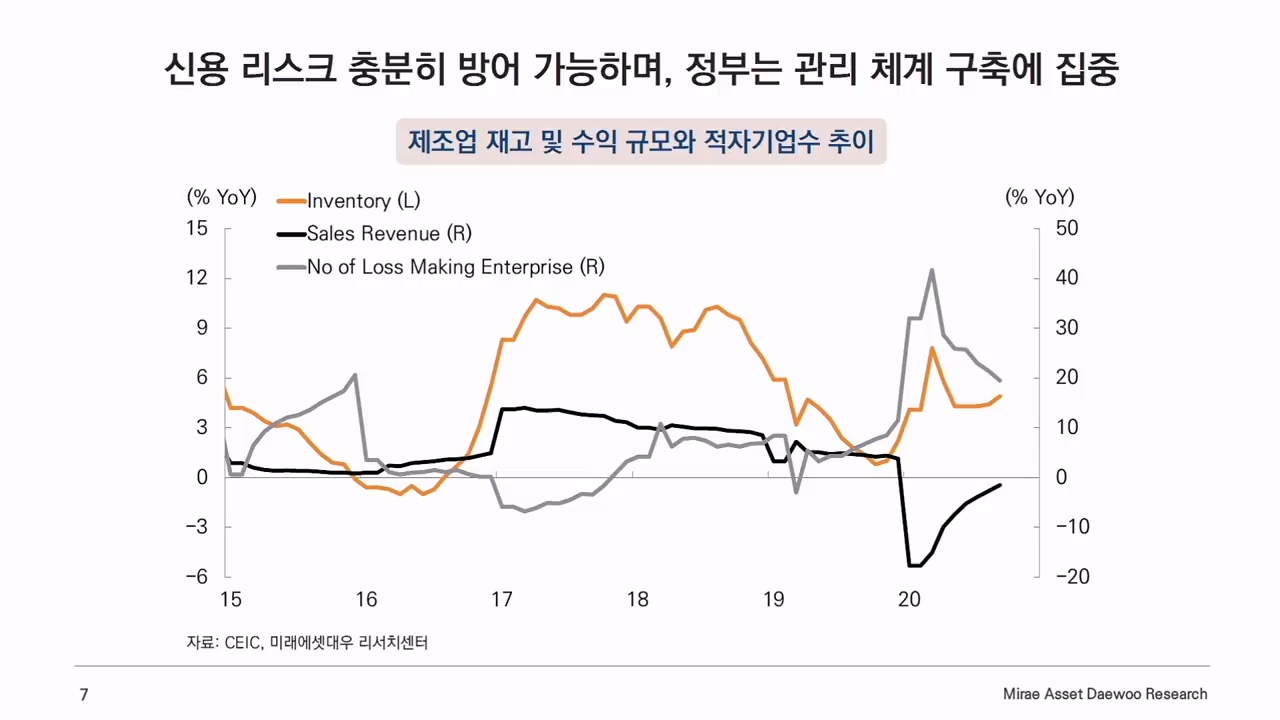 신용 리스크 충분히 방어 가능하며, 정부는 관리 체계 구축에 집중
제조업 재고 및 수익 규모와 적자기업수 추이
(% YoY)
(% YoY)
Inventory (L)
Sales Revenue (R)
No of Loss Making Enterprise (R)
15
12
9
6
3
0
-3
-6
50
40
30
20
10
0
-10
-20
15 16 17 18 19 20
자료: CEIC, 미래에셋대우 리서치센터
7
Mirae Asset Daewoo Research